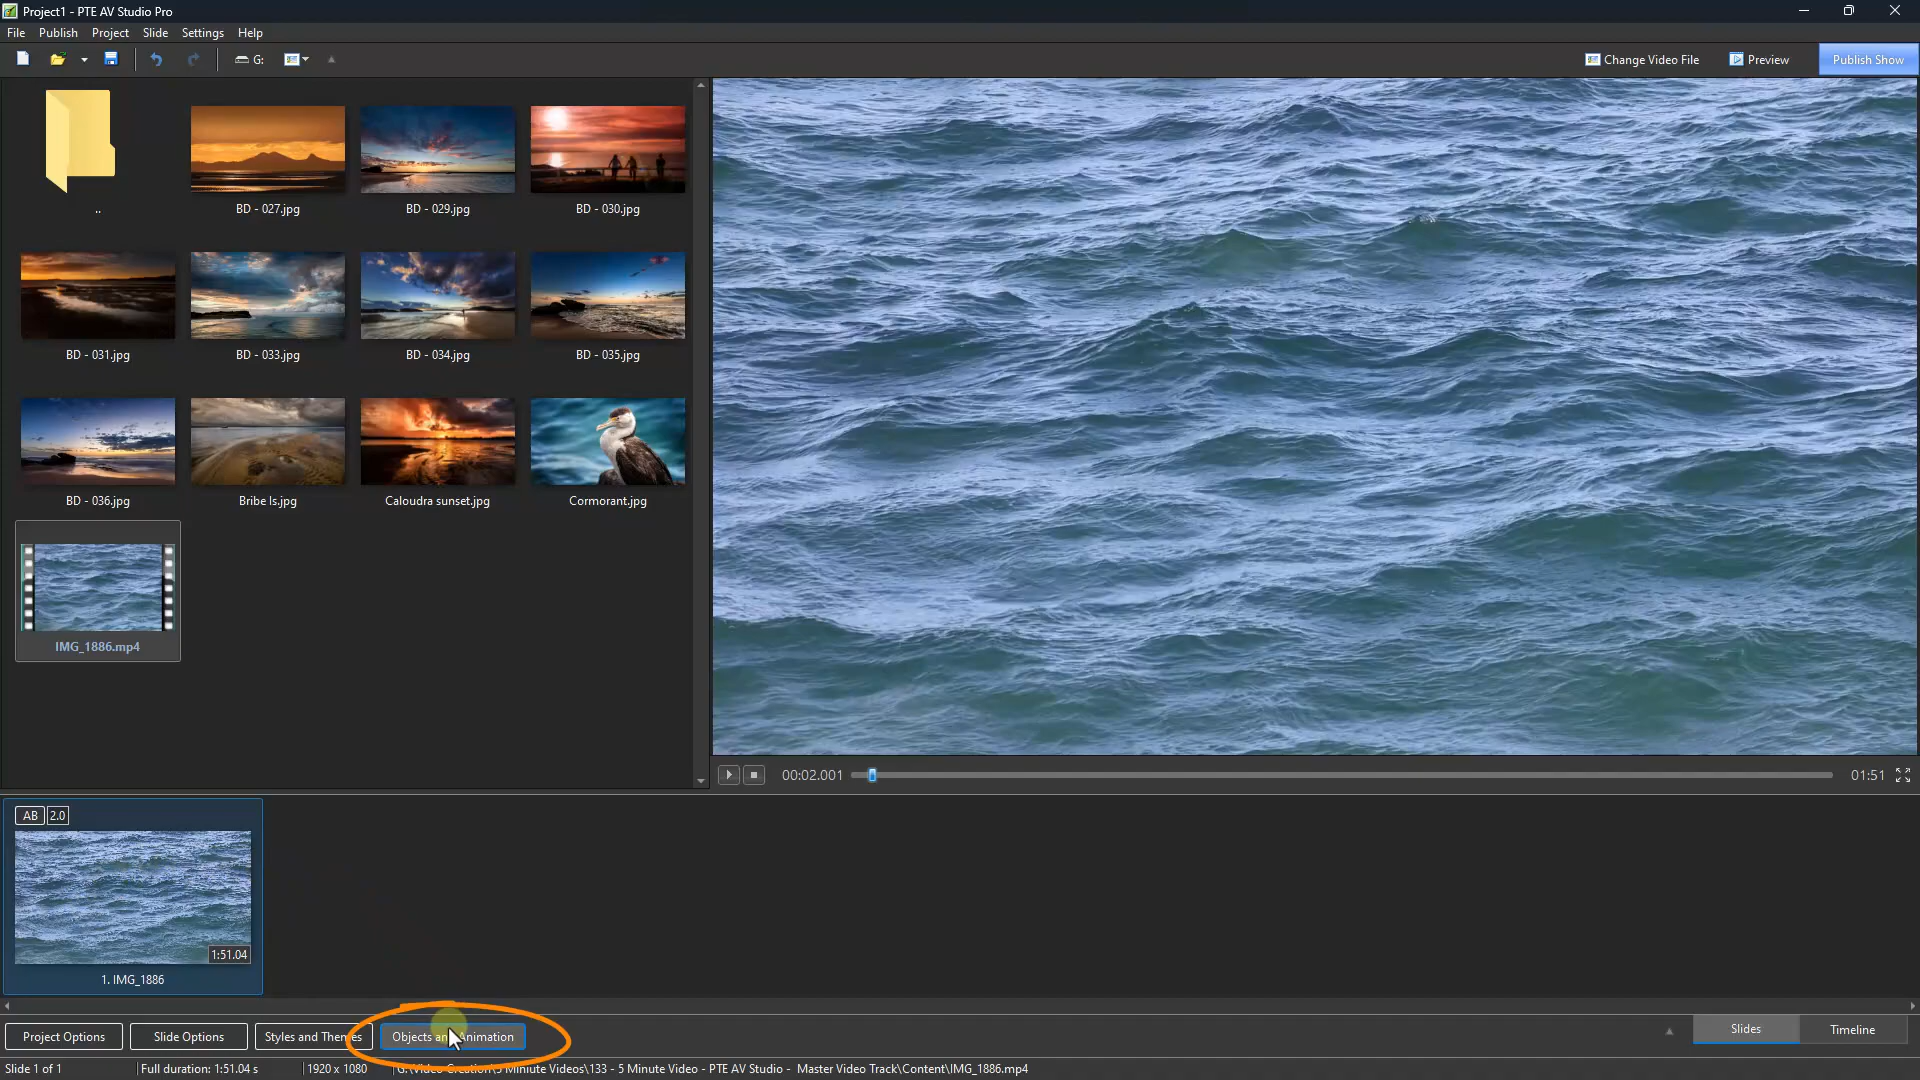 Project1 - PTE AV Studio Pro
File Publish Project Slide Settings Help
G:
Change Video File Preview Publish Show
.. BD - 027.jpg BD - 029.jpg BD - 030.jpg
BD - 031.jpg BD - 033.jpg BD - 034.jpg BD - 035.jpg
BD - 036.jpg Bribe Is.jpg Caloudra sunset.jpg Cormorant.jpg
IMG_1886.mp4
00:02.001 01:51
AB 2.0
1:51.04
1. IMG_1886
Project Options Slide Options Styles and Themes Objects and Animation Slides Timeline
Slide 1 of 1 Full duration: 1:51.04 s 1920 x 1080 G:\Video Creation\5 Miniute Videos\133 - 5 Minute Video - PTE AV Studio - Master Video Track\Content\IMG_1886.mp4